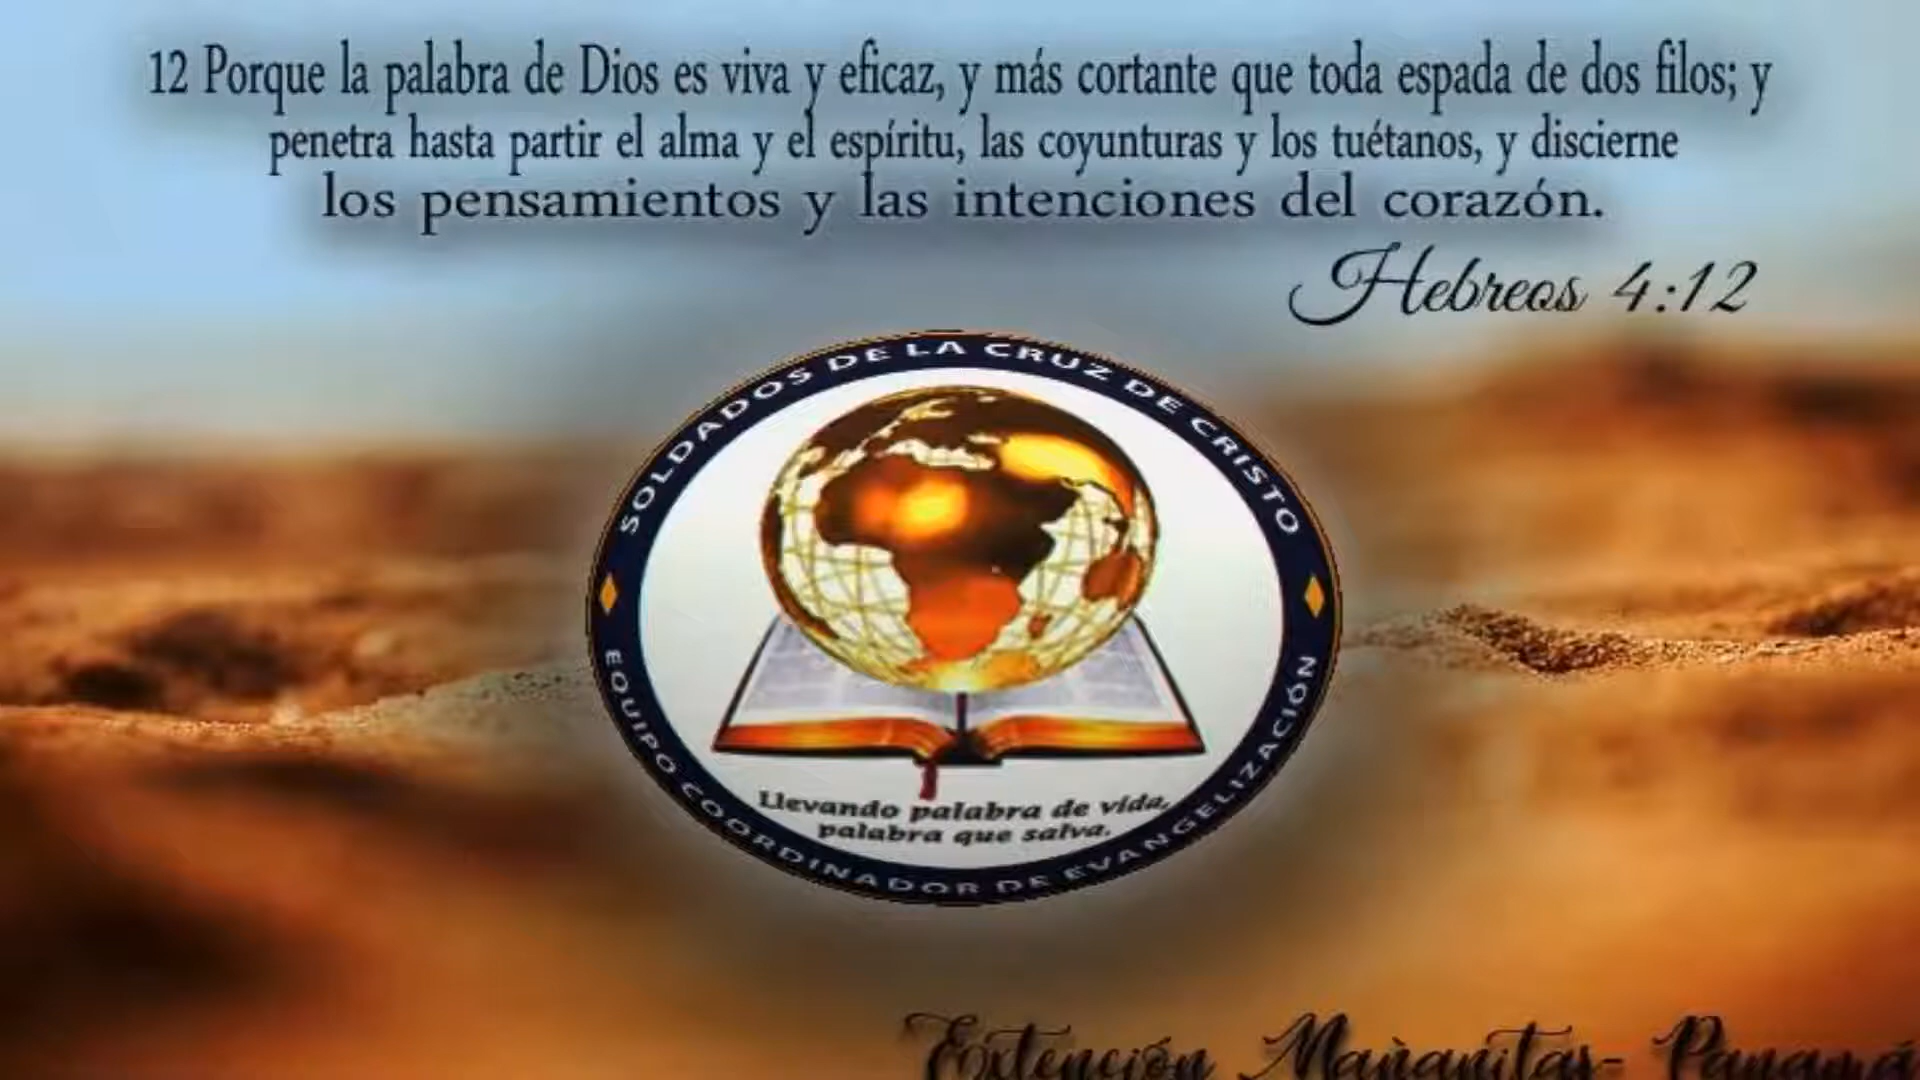 12 Porque la palabra de Dios es viva y eficaz, y más cortante que toda espada de dos filos; y
penetra hasta partir el alma y el espíritu, las coyunturas y los tuétanos, y discierne
los pensamientos y las intenciones del corazón.
Hebreos 4:12
SOLDADOS DE LA CRUZ DE CRISTO
Llevando palabra de vida,
palabra que salva.
EQUIPO COORDINADOR DE EVANGELIZACIÓN
Extención Mañanitas- Panamá